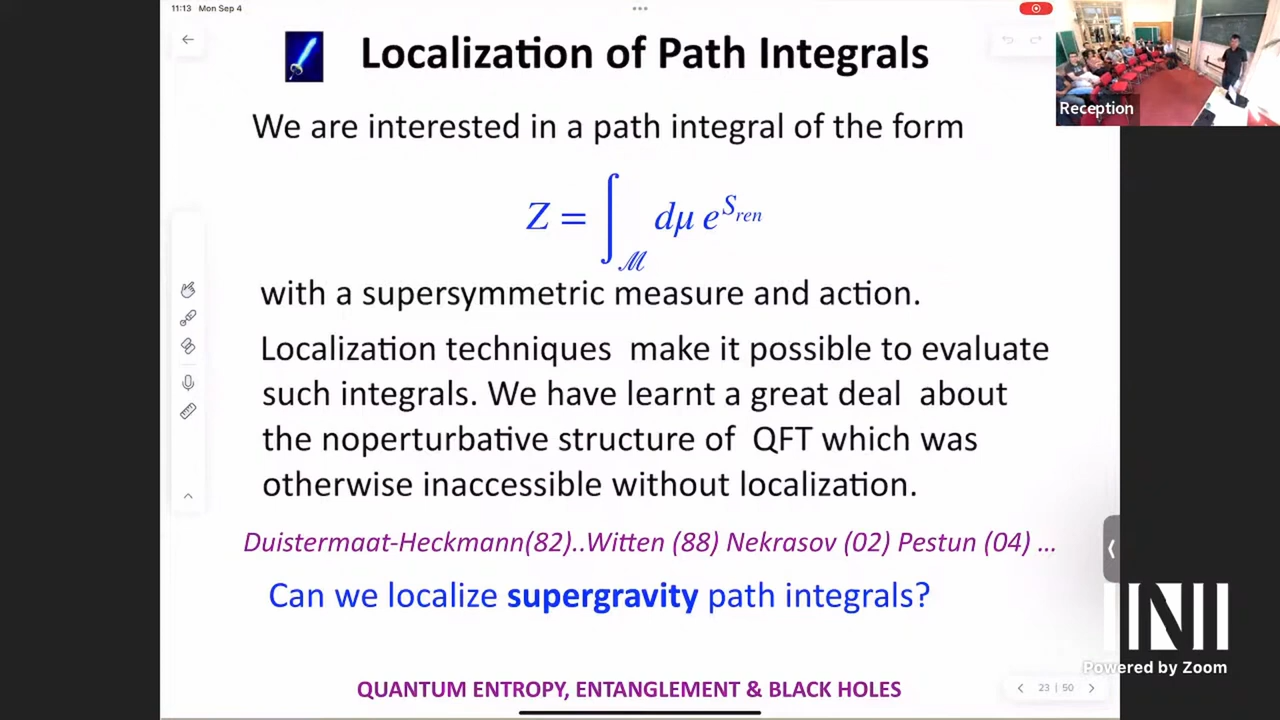 11:13 Mon Sep 4
Localization of Path Integrals
Reception
We are interested in a path integral of the form
Z = ∫_ℳ dμ e^{S_{ren}}
with a supersymmetric measure and action.
Localization techniques make it possible to evaluate
such integrals. We have learnt a great deal about
the noperturbative structure of QFT which was
otherwise inaccessible without localization.
Duistermaat-Heckmann(82)..Witten (88) Nekrasov (02) Pestun (04) ...
Can we localize supergravity path integrals?
Powered by Zoom
QUANTUM ENTROPY, ENTANGLEMENT & BLACK HOLES
23 | 50